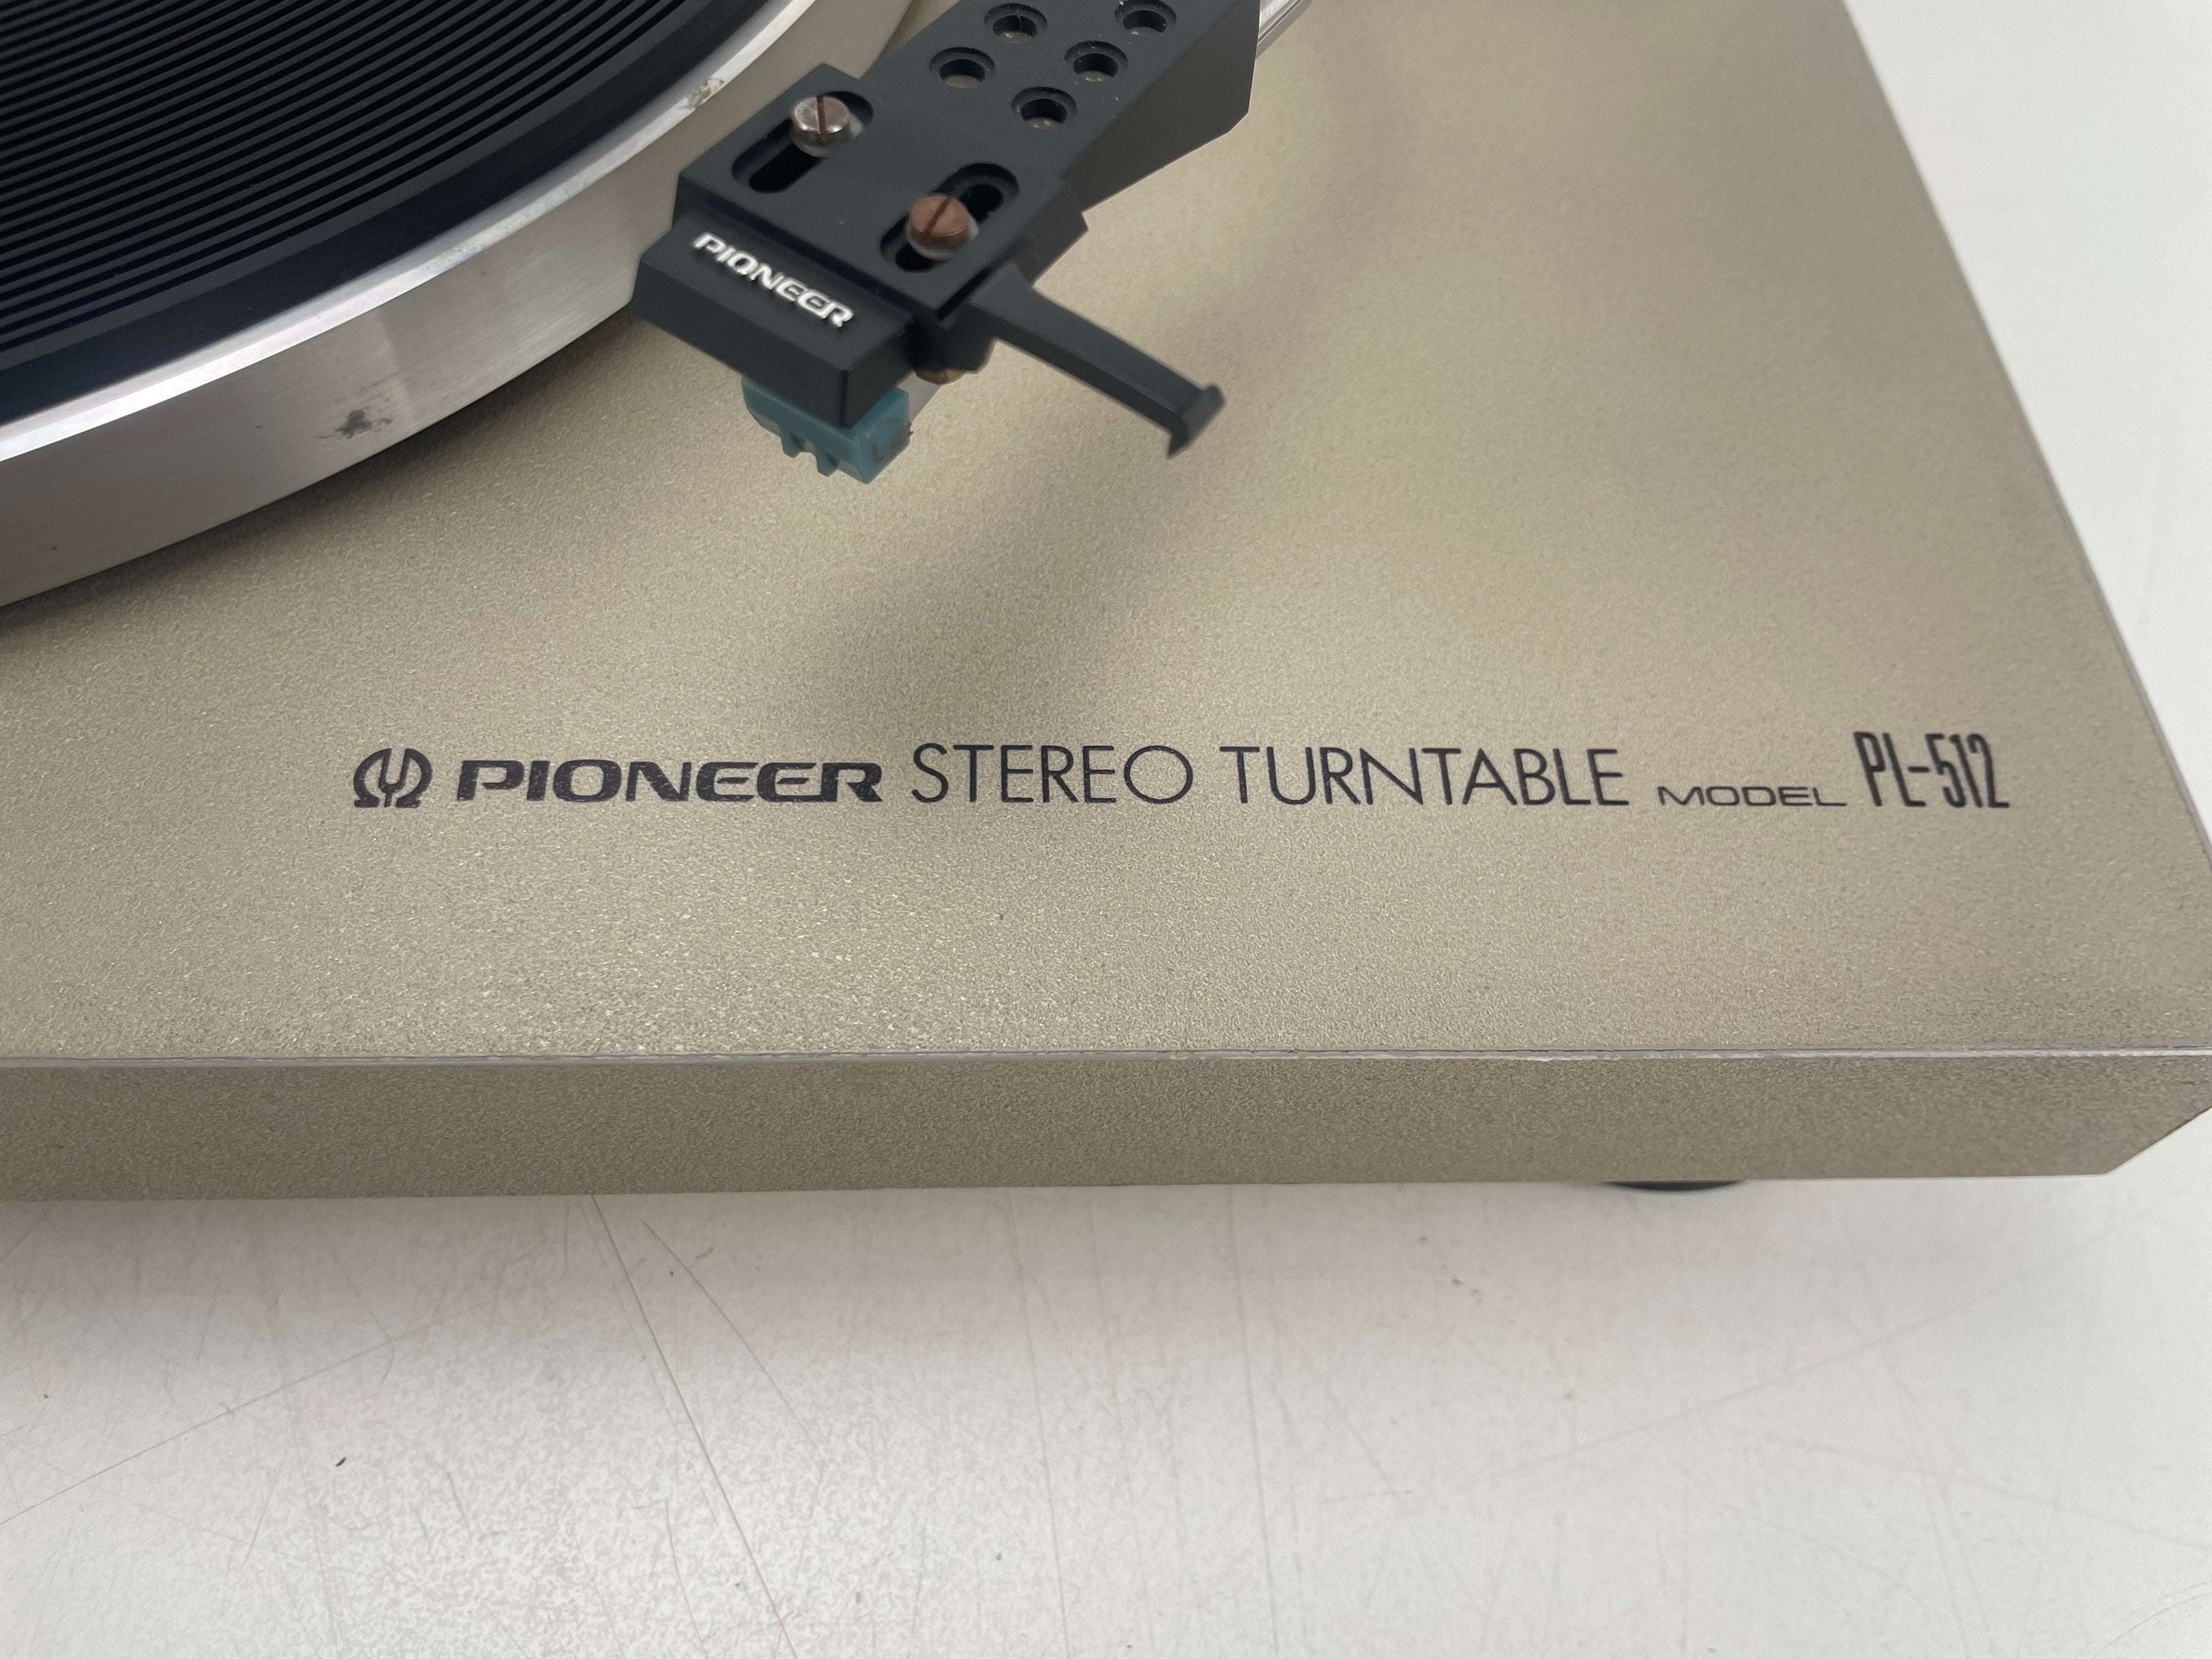 PIONEER
PIONEER STEREO TURNTABLE MODEL PL-512